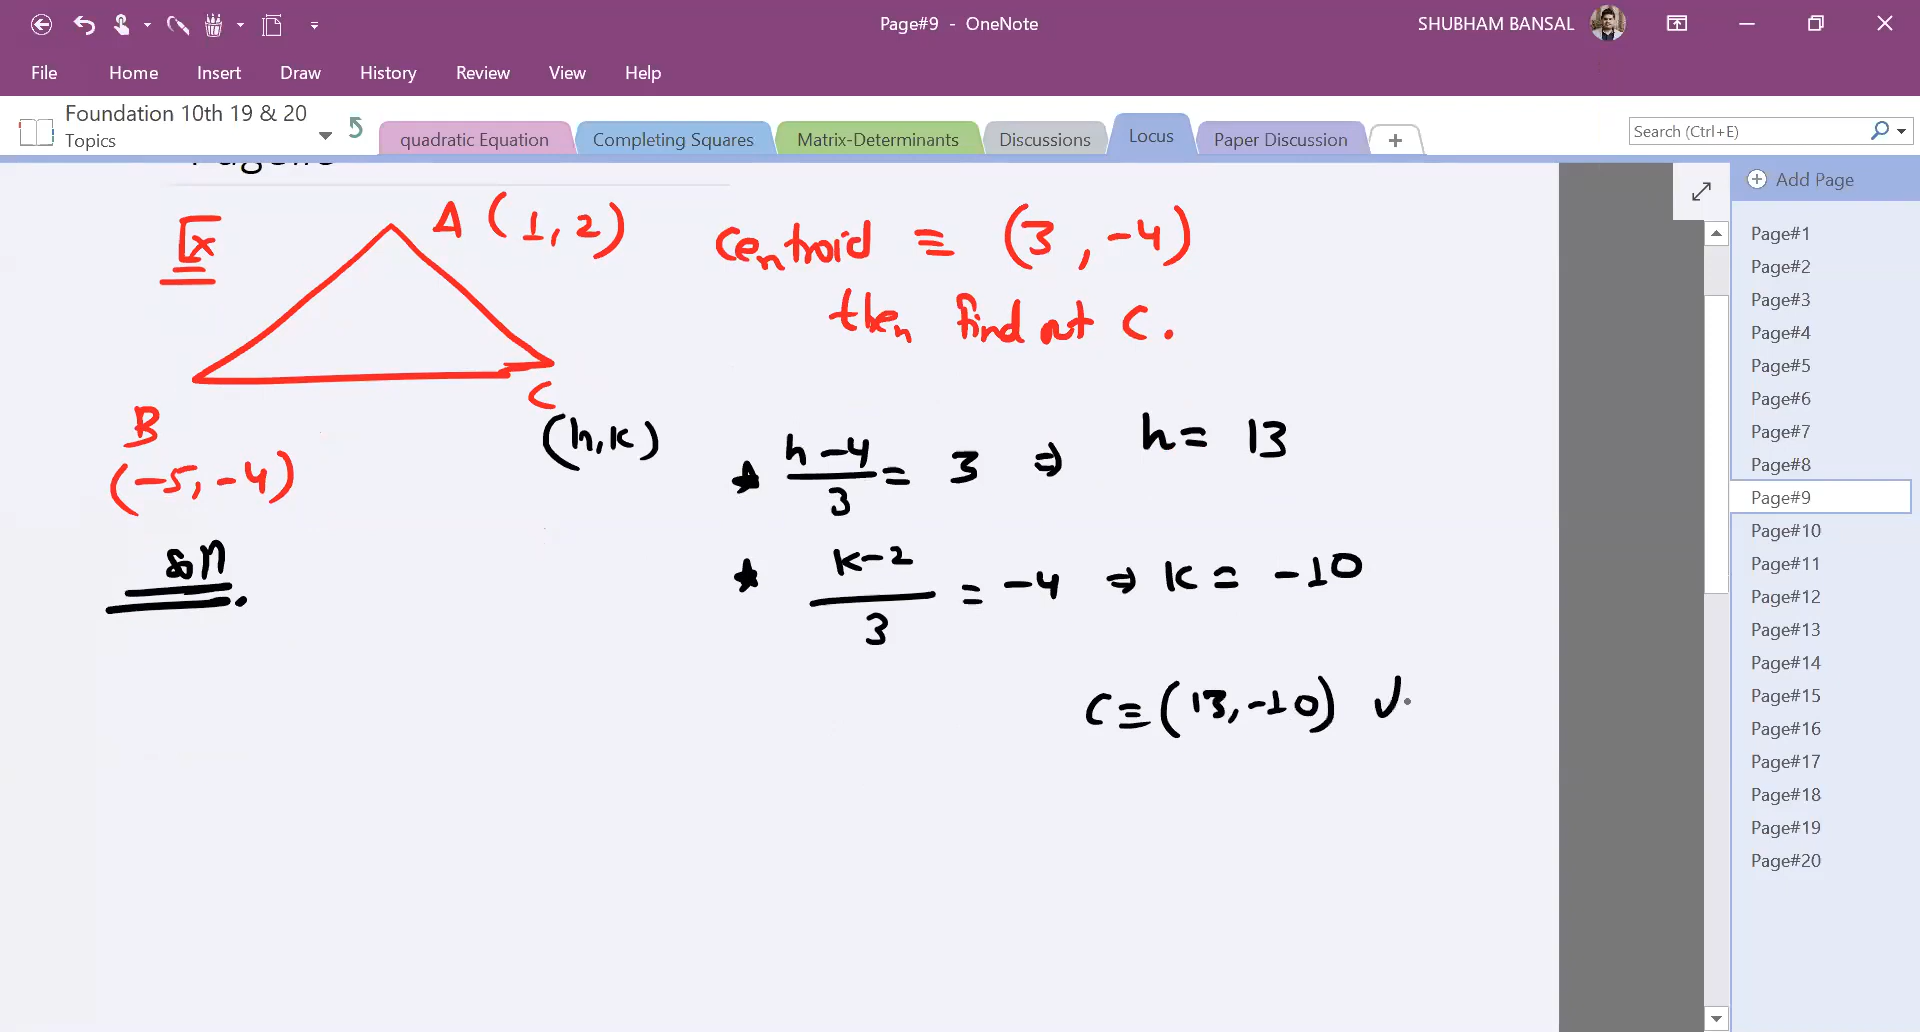 Page#9 - OneNote
SHUBHAM BANSAL
File Home Insert Draw History Review View Help
Foundation 10th 19 & 20
Topics
quadratic Equation
Completing Squares
Matrix-Determinants
Discussions
Locus
Paper Discussion
+
Search (Ctrl+E)
Add Page
Page#1
Page#2
Page#3
Page#4
Page#5
Page#6
Page#7
Page#8
Page#9
Page#10
Page#11
Page#12
Page#13
Page#14
Page#15
Page#16
Page#17
Page#18
Page#19
Page#20
Ex
A (1, 2)
centroid ≡ (3, -4)
then find out C.
C
B
(h, k)
(-5, -4)
* (h-4)/3 = 3 ⇒ h = 13
Soln.
* (k-2)/3 = -4 ⇒ k = -10
C ≡ (13, -10) ✓